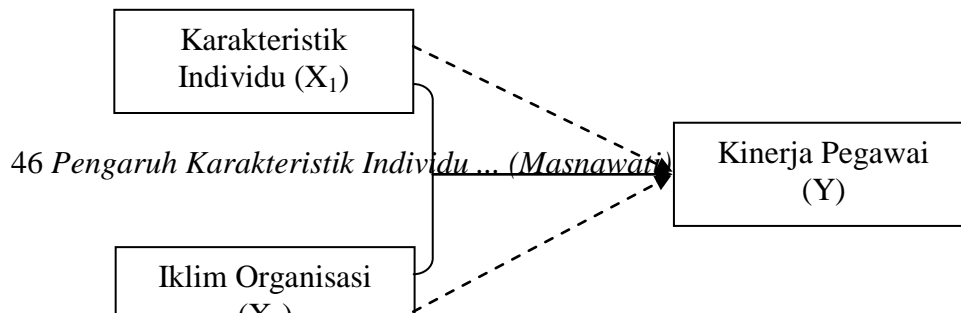 Karakteristik
Individu (X₁)
46 Pengaruh Karakteristik Individu ... (Masnawati)
Kinerja Pegawai
(Y)
Iklim Organisasi